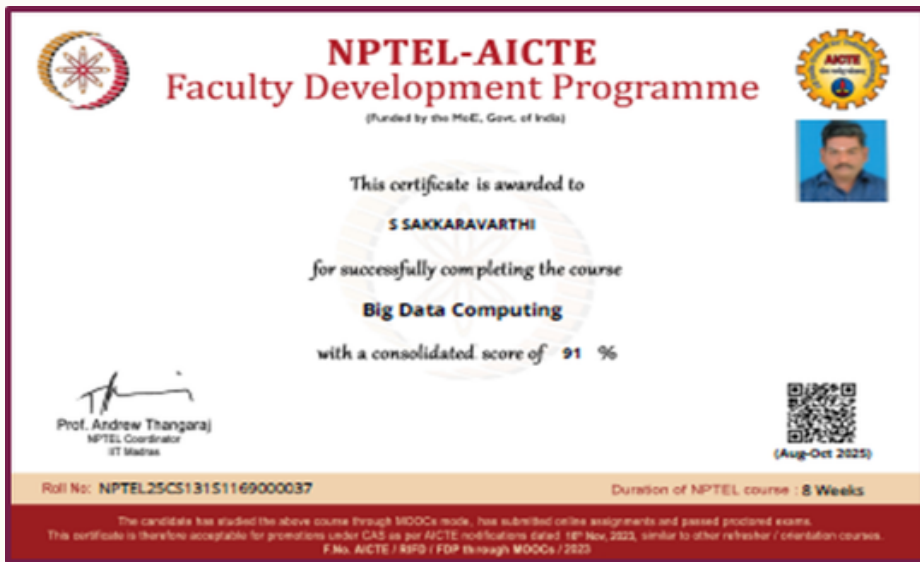 NPTEL-AICTE
Faculty Development Programme
(Funded by the MoE, Govt. of India)
AICTE
This certificate is awarded to
S SAKKARAVARTHI
for successfully completing the course
Big Data Computing
with a consolidated score of 91 %
Prof. Andrew Thangaraj
NPTEL Coordinator
IIT Madras
(Aug-Oct 2025)
Roll No: NPTEL25CS131S1169000037
Duration of NPTEL course : 8 Weeks
The candidate has studied the above course through MOOCs mode, has submitted online assignments and passed proctored exams.
This certificate is therefore acceptable for promotions under CAS as per AICTE notifications dated 16th Nov, 2023, similar to other refresher / orientation courses.
F.No. AICTE / RIFD / FDP through MOOCs / 2023